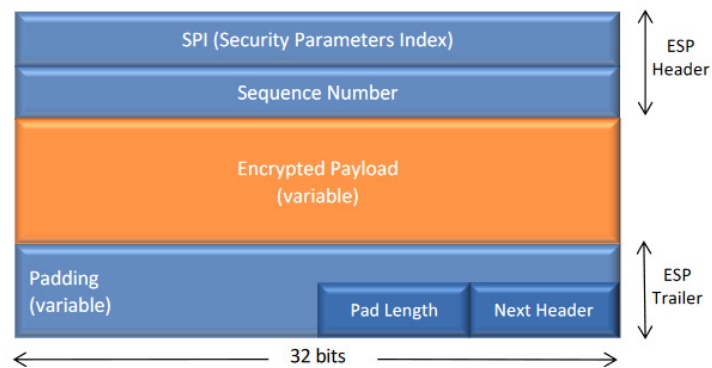 SPI (Security Parameters Index)
ESP
Header
Sequence Number
Encrypted Payload
(variable)
Padding
(variable)
Pad Length
Next Header
ESP
Trailer
32 bits